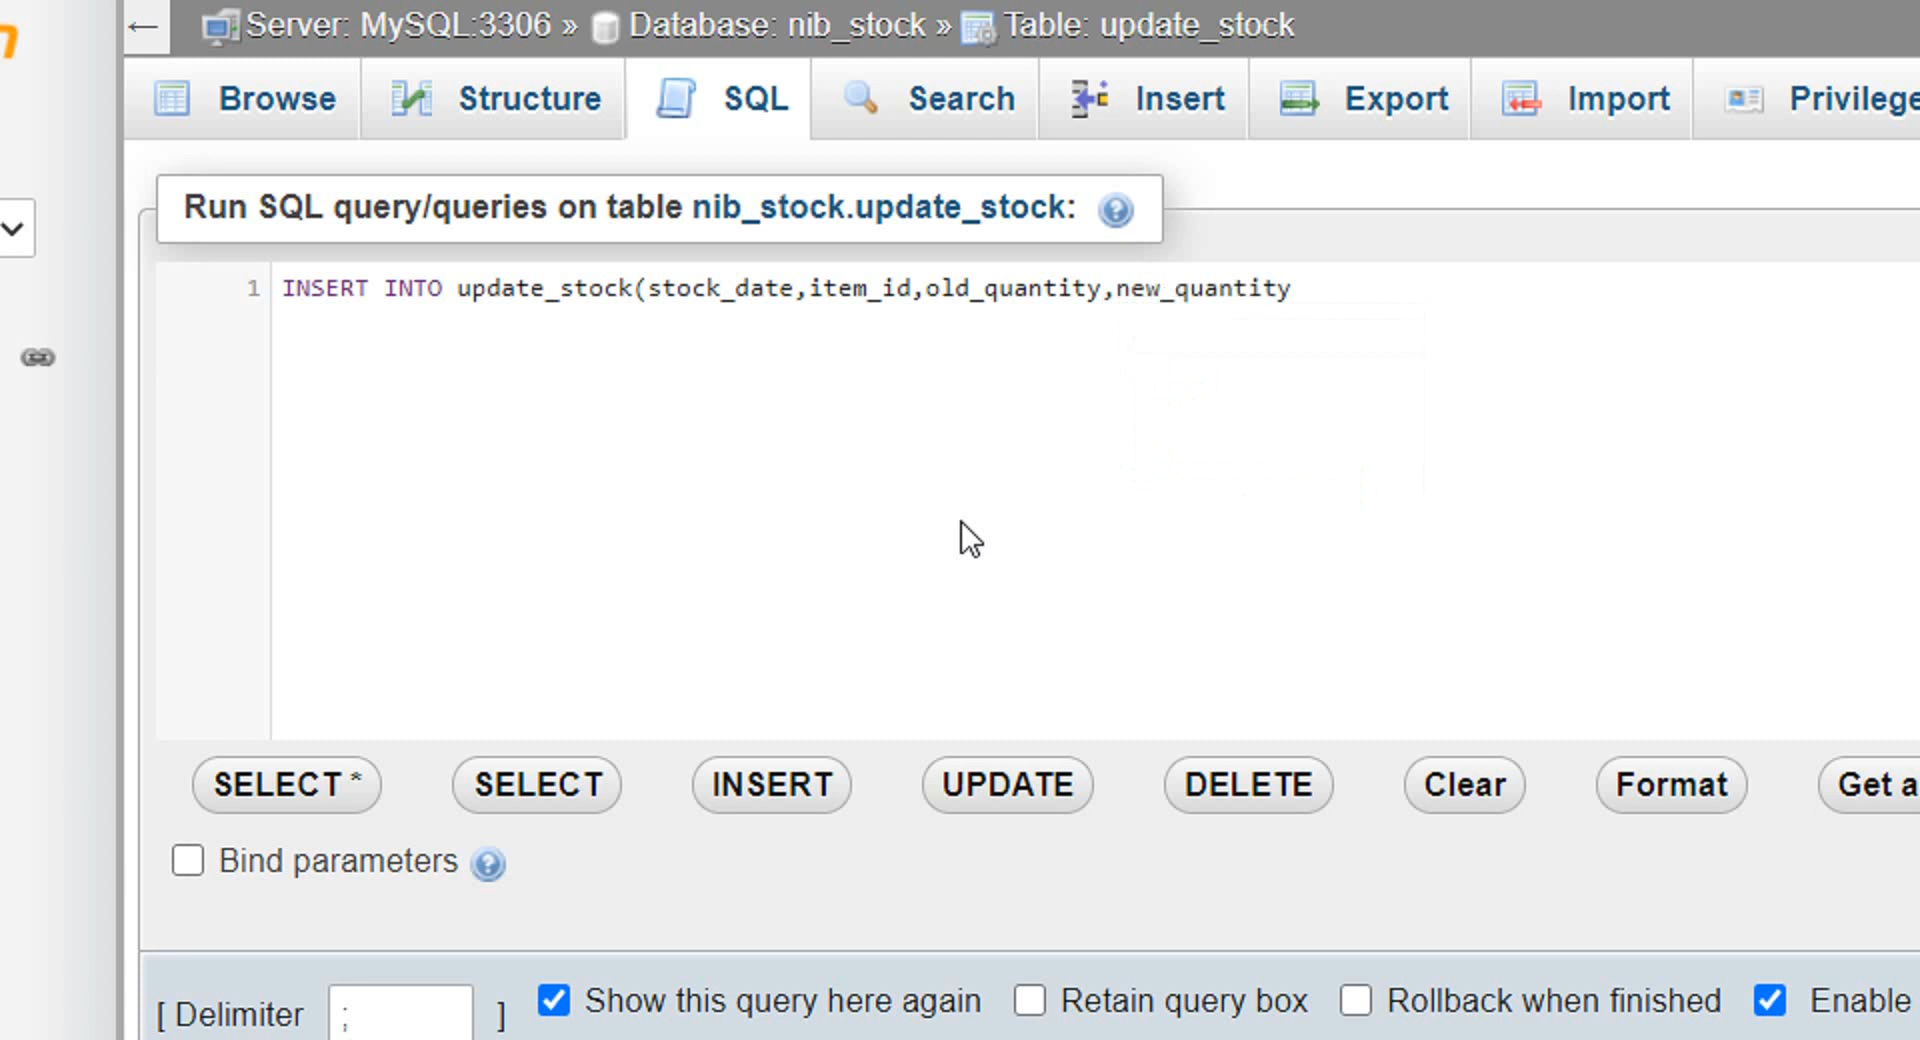 Server: MySQL:3306 » Database: nib_stock » Table: update_stock
Browse Structure SQL Search Insert Export Import Privilege
Run SQL query/queries on table nib_stock.update_stock:
1 INSERT INTO update_stock(stock_date,item_id,old_quantity,new_quantity
SELECT * SELECT INSERT UPDATE DELETE Clear Format Get a
Bind parameters
[ Delimiter ; ] Show this query here again Retain query box Rollback when finished Enable